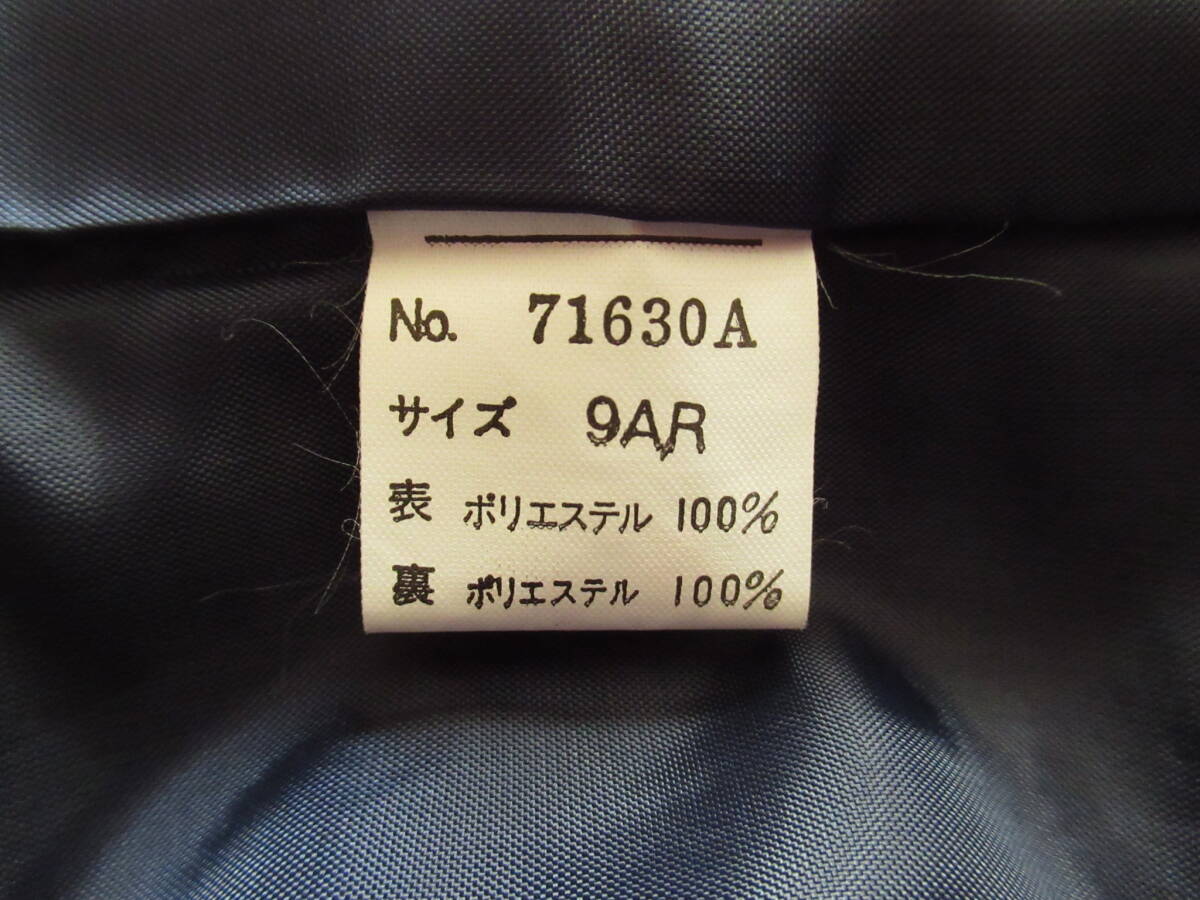 No. 71630A
サイズ 9AR
表 ポリエステル 100%
裏 ポリエステル 100%